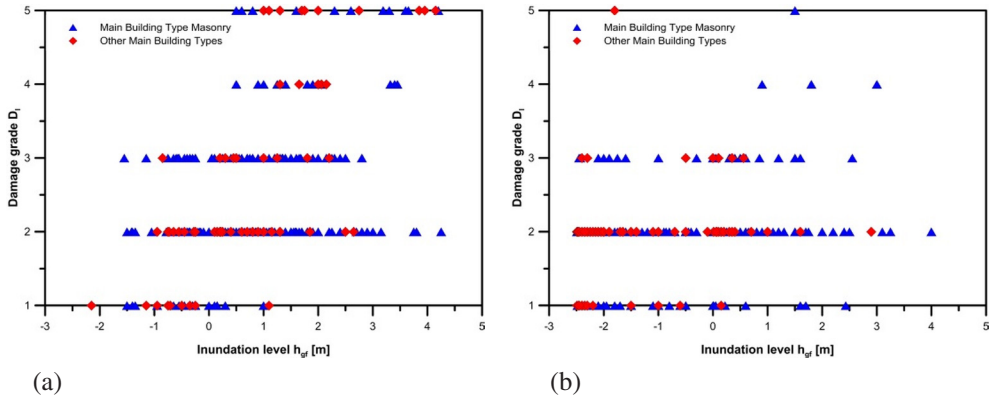 5
4
3
2
1
-3 -2 -1 0 1 2 3 4 5
Damage grade D_I
Inundation level h_gf [m]
Main Building Type Masonry
Other Main Building Types
(a)
5
4
3
2
1
-3 -2 -1 0 1 2 3 4 5
Damage grade D_I
Inundation level h_gf [m]
Main Building Type Masonry
Other Main Building Types
(b)